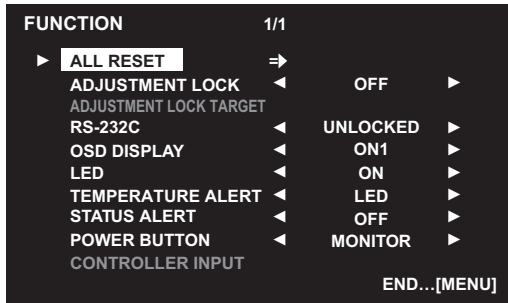 FUNCTION 1/1
ALL RESET
ADJUSTMENT LOCK OFF
ADJUSTMENT LOCK TARGET
RS-232C UNLOCKED
OSD DISPLAY ON1
LED ON
TEMPERATURE ALERT LED
STATUS ALERT OFF
POWER BUTTON MONITOR
CONTROLLER INPUT
END…[MENU]